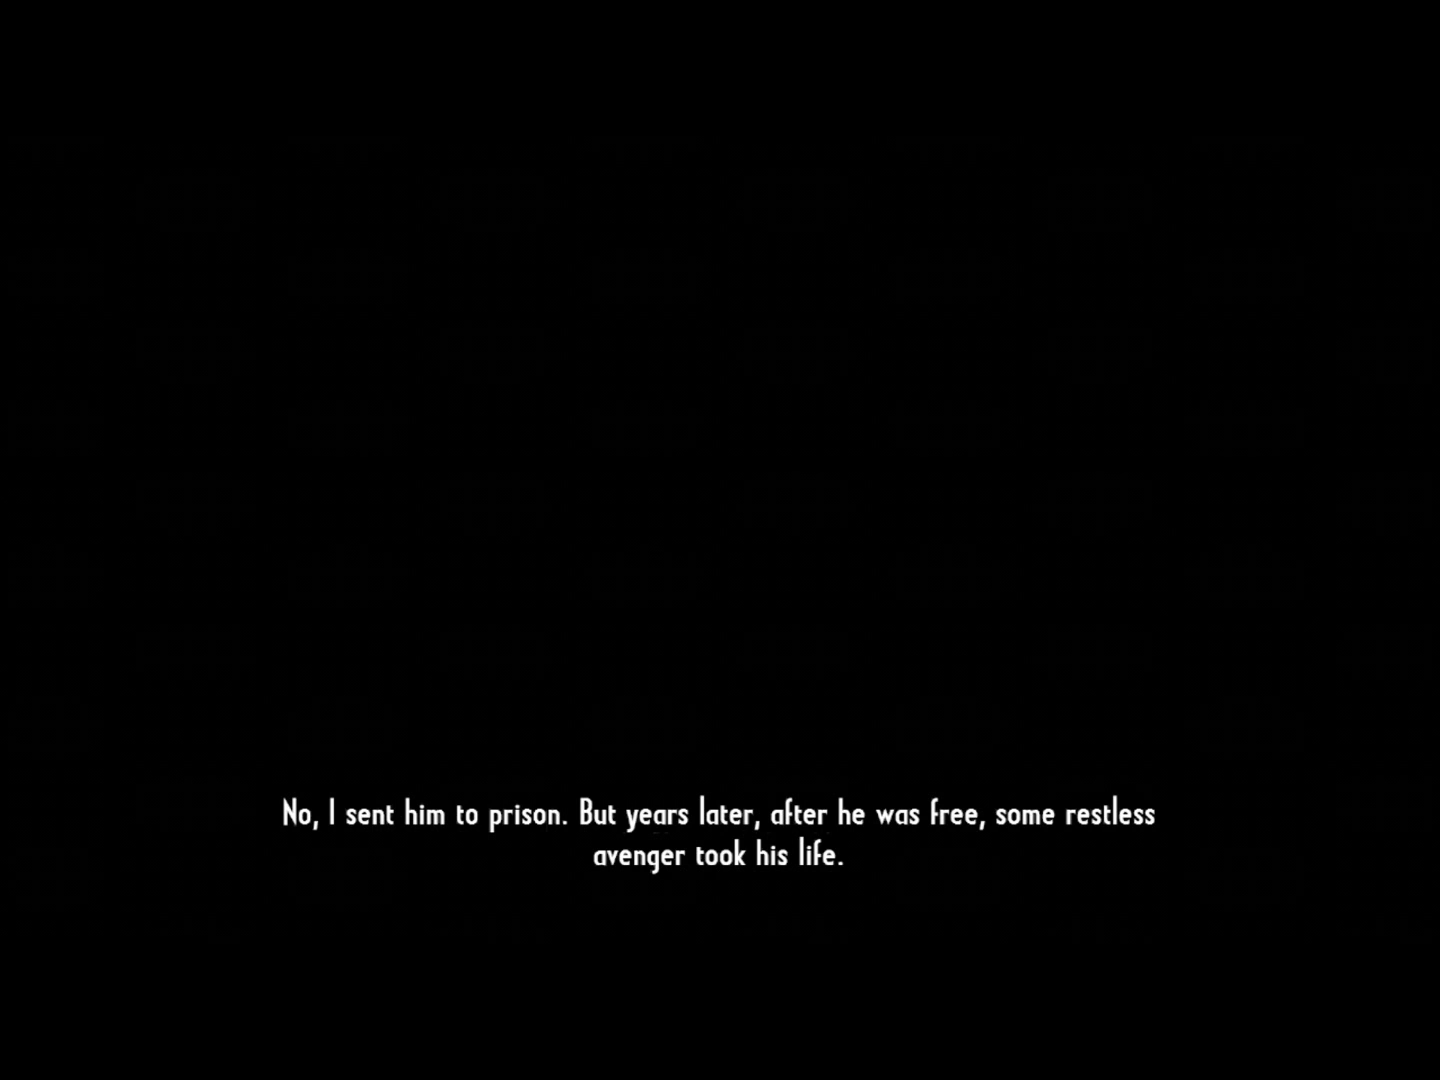 No, I sent him to prison. But years later, after he was free, some restless
avenger took his life.